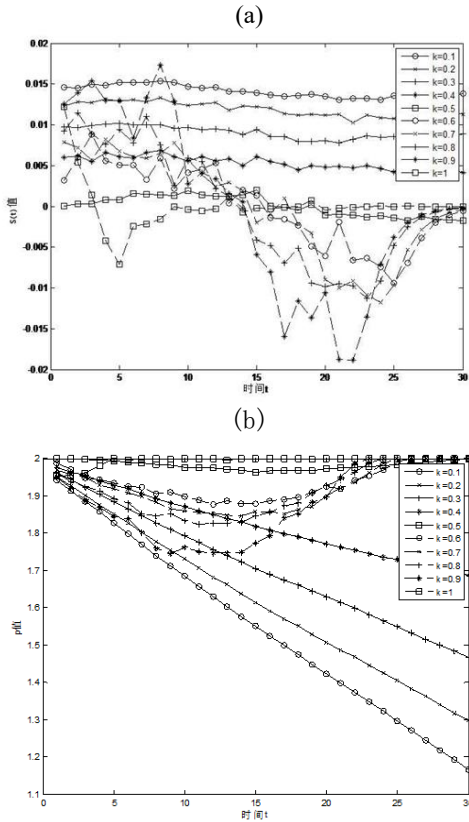 (a)
0.02
0.015
0.01
0.005
0
-0.005
-0.01
-0.015
-0.02
s(t) 值
k=0.1
k=0.2
k=0.3
k=0.4
k=0.5
k=0.6
k=0.7
k=0.8
k=0.9
k=1
0 5 10 15 20 25 30
时间t
(b)
2
1.9
1.8
1.7
1.6
1.5
1.4
1.3
1.2
1.1
p值
k=0.1
k=0.2
k=0.3
k=0.4
k=0.5
k=0.6
k=0.7
k=0.8
k=0.9
k=1
0 5 10 15 20 25 30
时间t